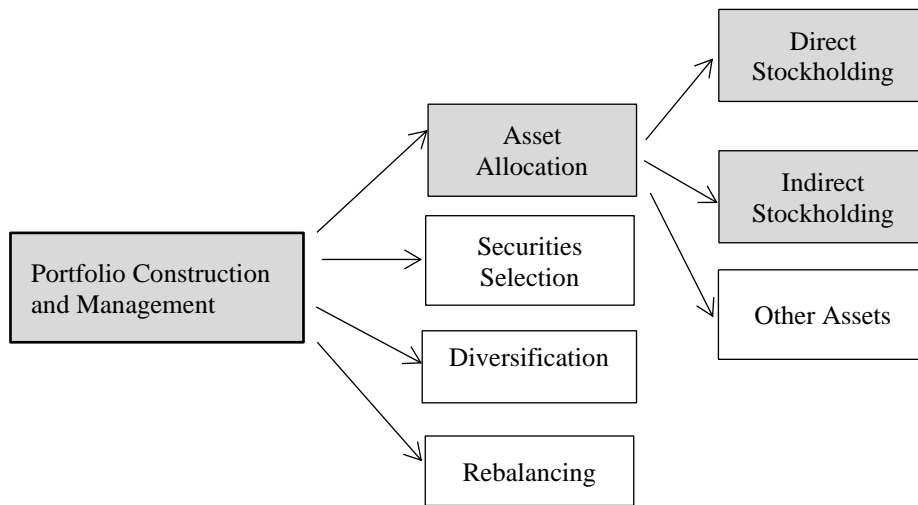 Portfolio Construction
and Management
Asset
Allocation
Securities
Selection
Diversification
Rebalancing
Direct
Stockholding
Indirect
Stockholding
Other Assets